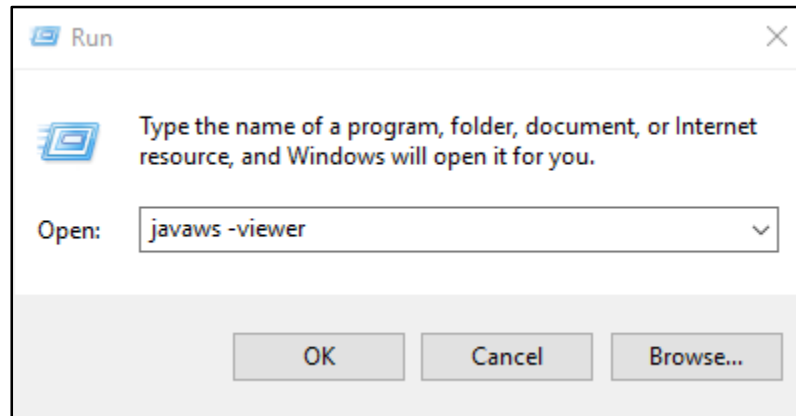 Run
Type the name of a program, folder, document, or Internet
resource, and Windows will open it for you.
Open: javaws -viewer
OK Cancel Browse...